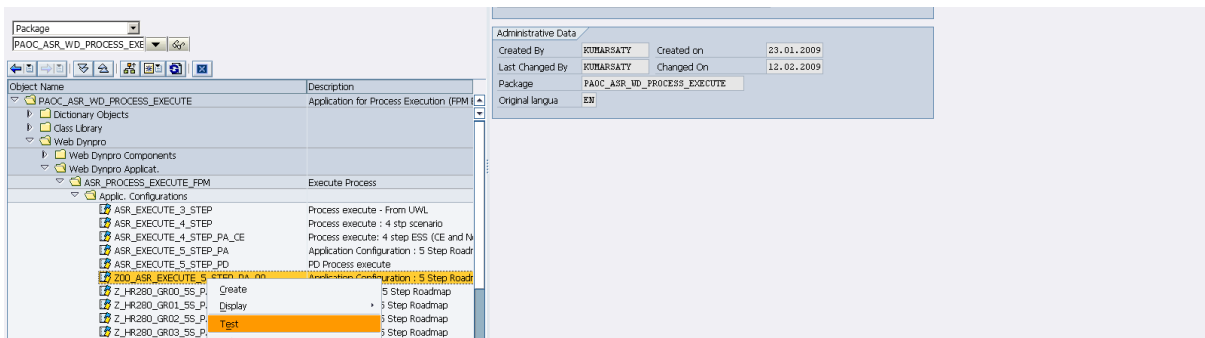 Package
PAOC_ASR_WD_PROCESS_EXE
Object Name Description
PAOC_ASR_WD_PROCESS_EXECUTE Application for Process Execution (FPM
Dictionary Objects
Class Library
Web Dynpro
Web Dynpro Components
Web Dynpro Applicat.
ASR_PROCESS_EXECUTE_FPM Execute Process
Applic. Configurations
ASR_EXECUTE_3_STEP Process execute - From UWL
ASR_EXECUTE_4_STEP Process execute : 4 stp scenario
ASR_EXECUTE_4_STEP_PA_CE Process execute: 4 step ESS (CE and
ASR_EXECUTE_5_STEP_PA Application Configuration : 5 Step
ASR_EXECUTE_5_STEP_PD PD Process execute
Z00_ASR_EXECUTE_5_STEP_PA_00 Application Configuration : 5 Step
Z_HR280_GR00_5S_P 5 Step Roadmap
Z_HR280_GR01_5S_P 5 Step Roadmap
Z_HR280_GR02_5S_P 5 Step Roadmap
Z_HR280_GR03_5S_P 5 Step Roadmap
Create
Display
Test
Administrative Data
Created By KUMARSATY Created on 23.01.2009
Last Changed By KUMARSATY Changed On 12.02.2009
Package PAOC_ASR_WD_PROCESS_EXECUTE
Original langua EN